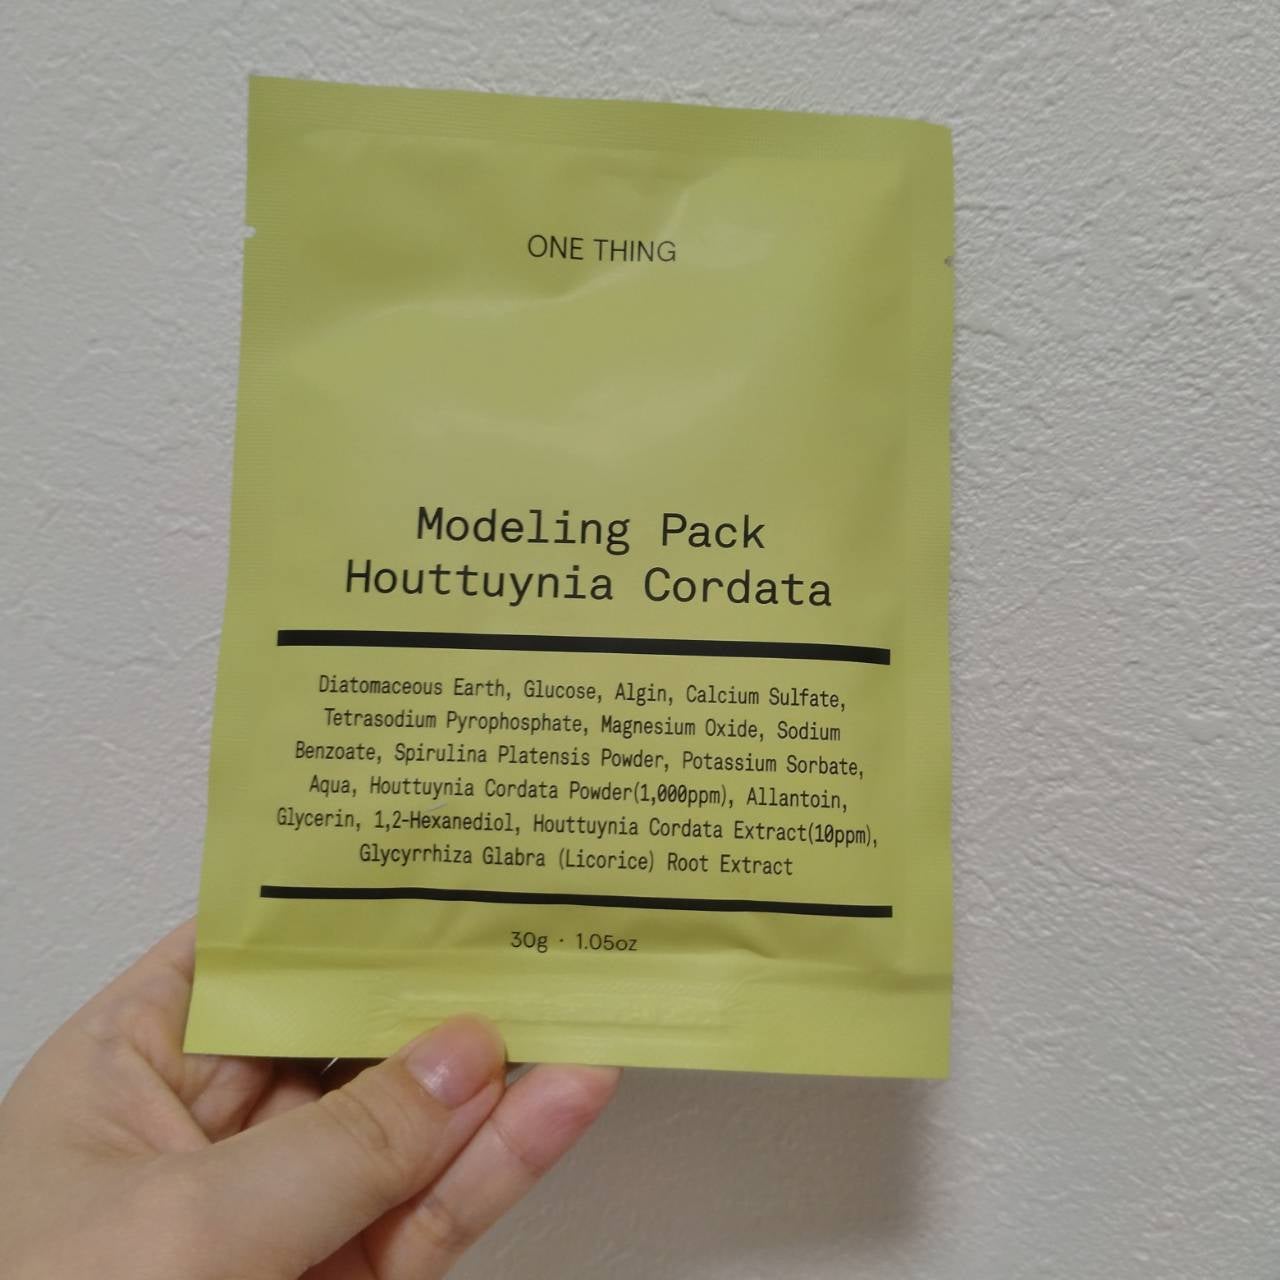 ONE THING
Modeling Pack
Houttuynia Cordata
Diatomaceous Earth, Glucose, Algin, Calcium Sulfate,
Tetrasodium Pyrophosphate, Magnesium Oxide, Sodium
Benzoate, Spirulina Platensis Powder, Potassium Sorbate,
Aqua, Houttuynia Cordata Powder(1,000ppm), Allantoin,
Glycerin, 1,2-Hexanediol, Houttuynia Cordata Extract(10ppm),
Glycyrrhiza Glabra (Licorice) Root Extract
30g · 1.05oz